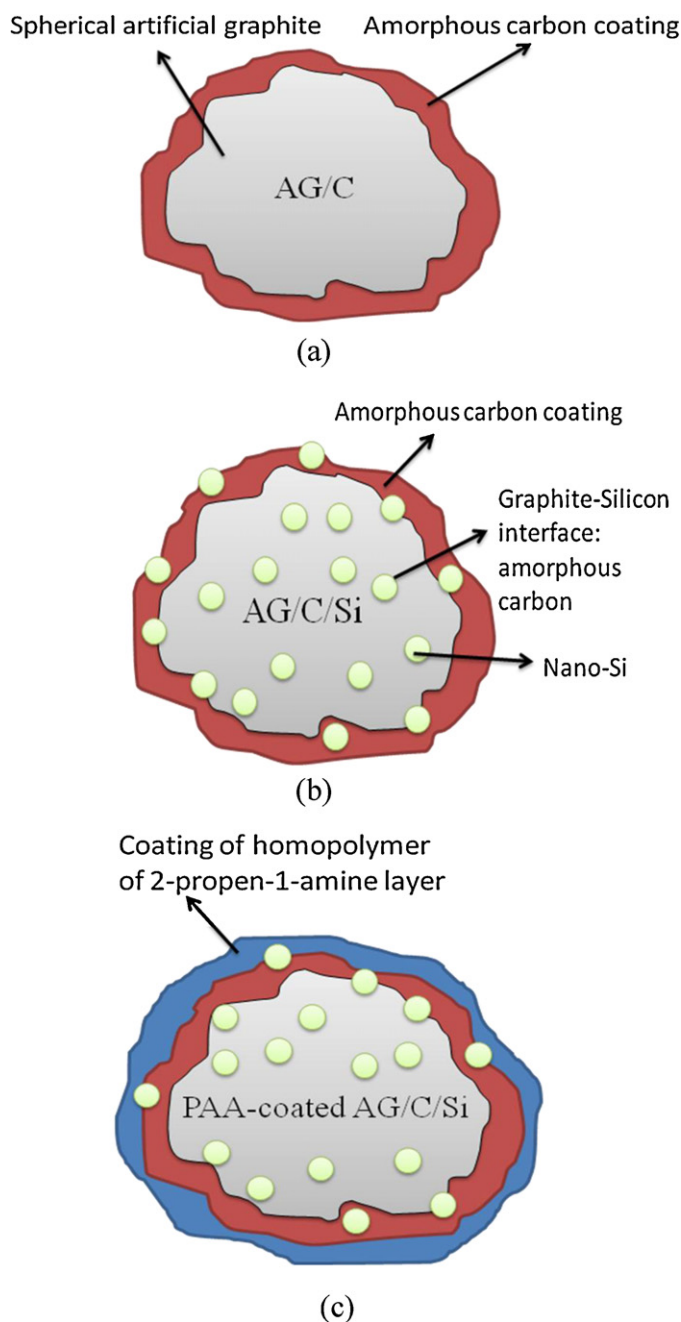 Spherical artificial graphite
Amorphous carbon coating
AG/C
(a)
Amorphous carbon coating
Graphite-Silicon
interface:
amorphous
carbon
AG/C/Si
Nano-Si
(b)
Coating of homopolymer
of 2-propen-1-amine layer
PAA-coated AG/C/Si
(c)